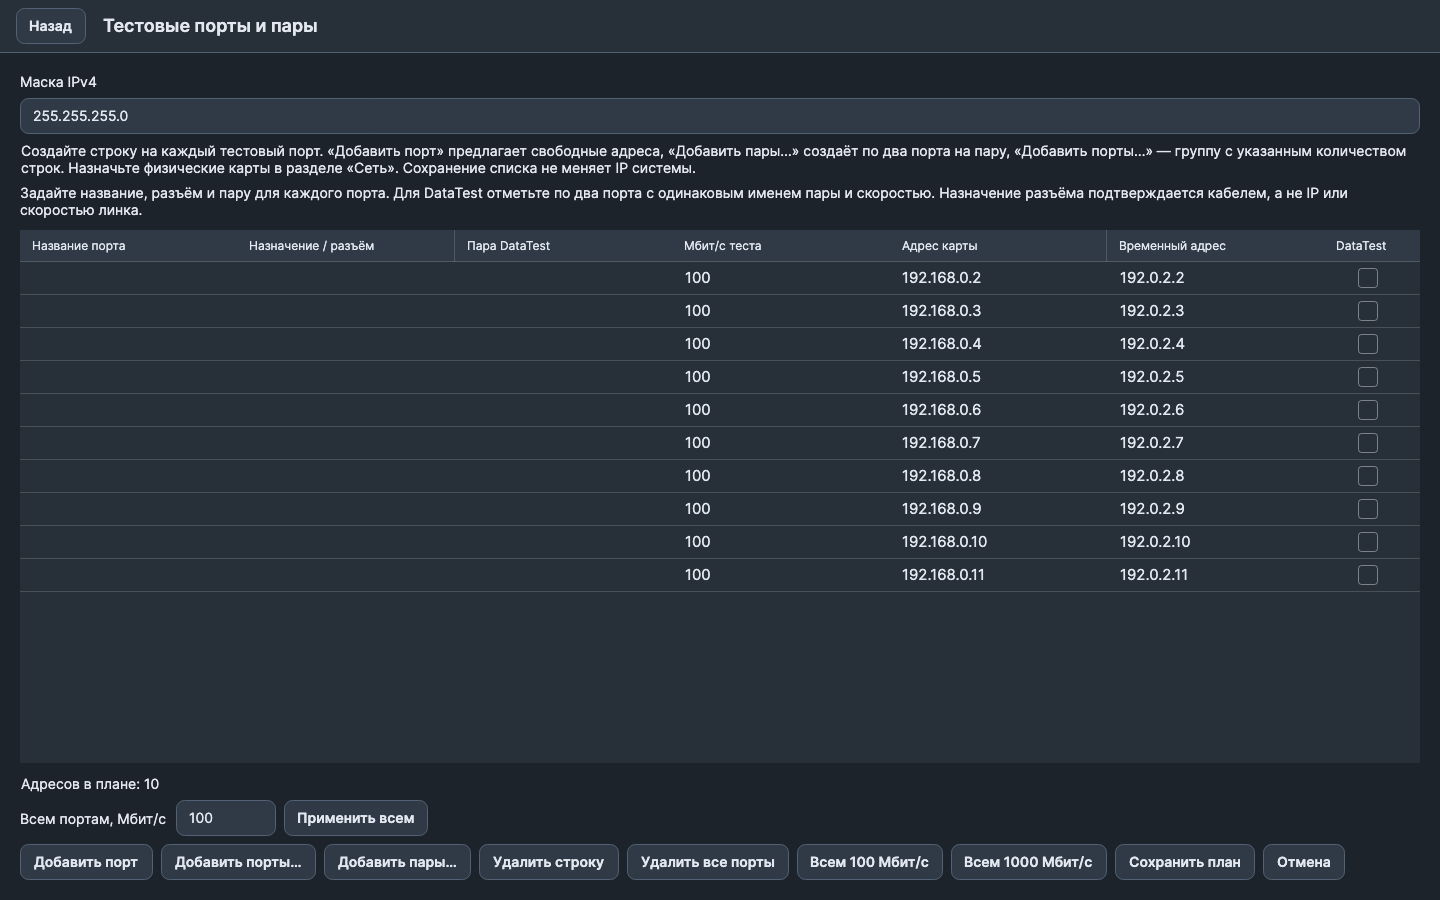 Назад Тестовые порты и пары
Маска IPv4
255.255.255.0
Создайте строку на каждый тестовый порт. «Добавить порт» предлагает свободные адреса, «Добавить пары...» создаёт по два порта на пару, «Добавить порты...» — группу с указанным количеством
строк. Назначьте физические карты в разделе «Сеть». Сохранение списка не меняет IP системы.
Задайте название, разъём и пару для каждого порта. Для DataTest отметьте по два порта с одинаковым именем пары и скоростью. Назначение разъёма подтверждается кабелем, а не IP или
скоростью линка.
Название порта Назначение / разъём Пара DataTest Мбит/с теста Адрес карты Временный адрес DataTest
100 192.168.0.2 192.0.2.2
100 192.168.0.3 192.0.2.3
100 192.168.0.4 192.0.2.4
100 192.168.0.5 192.0.2.5
100 192.168.0.6 192.0.2.6
100 192.168.0.7 192.0.2.7
100 192.168.0.8 192.0.2.8
100 192.168.0.9 192.0.2.9
100 192.168.0.10 192.0.2.10
100 192.168.0.11 192.0.2.11
Адресов в плане: 10
Всем портам, Мбит/с 100 Применить всем
Добавить порт Добавить порты... Добавить пары... Удалить строку Удалить все порты Всем 100 Мбит/с Всем 1000 Мбит/с Сохранить план Отмена